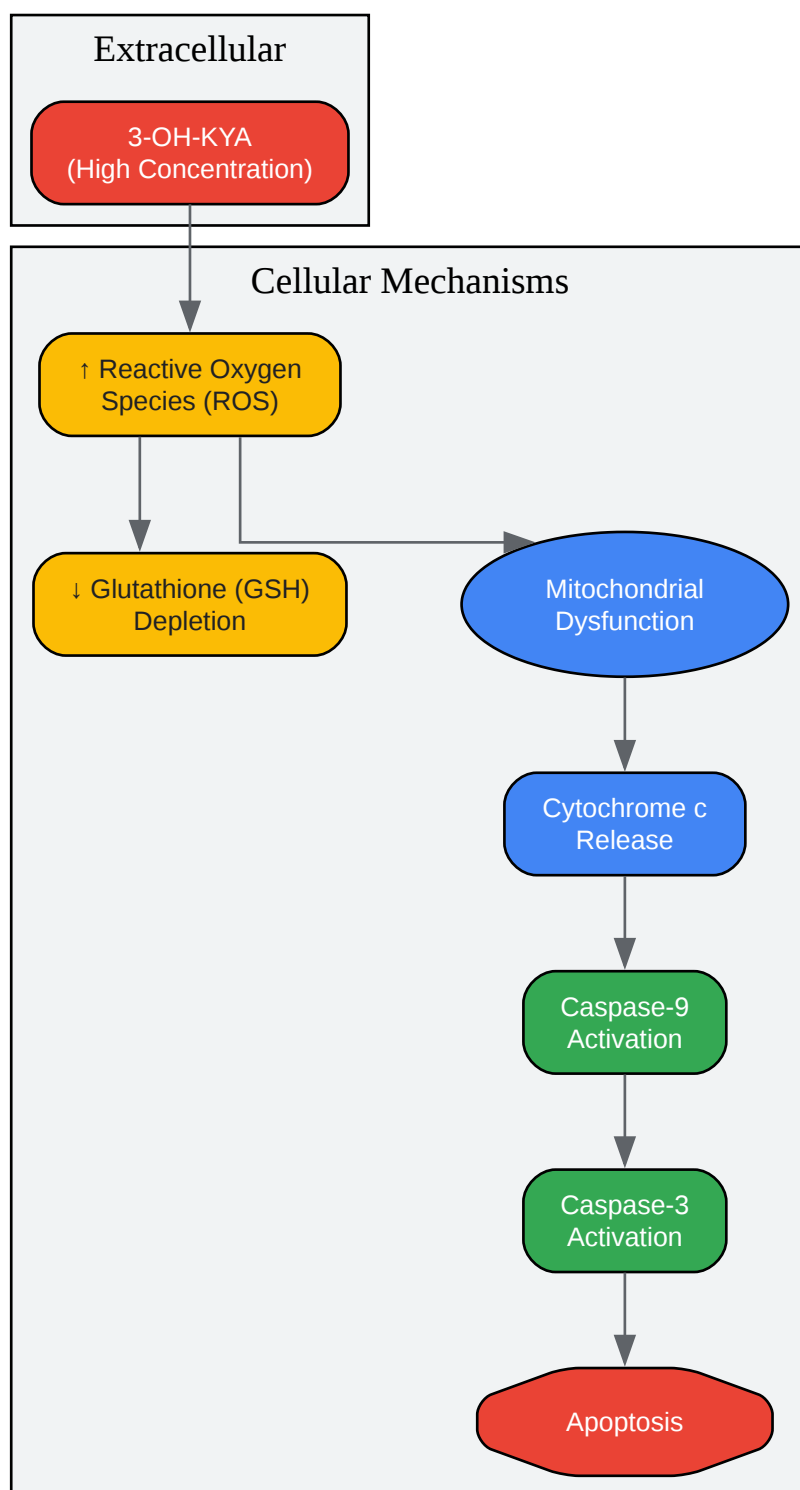 Extracellular
3-OH-KYA
(High Concentration)
Cellular Mechanisms
↑ Reactive Oxygen
Species (ROS)
↓ Glutathione (GSH)
Depletion
Mitochondrial
Dysfunction
Cytochrome c
Release
Caspase-9
Activation
Caspase-3
Activation
Apoptosis